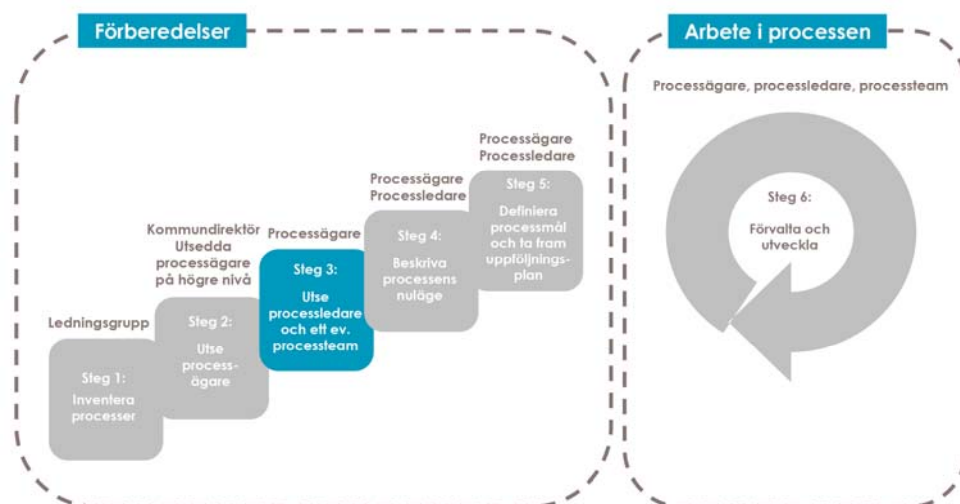 Förberedelser
Ledningsgrupp
Steg 1:
Inventera
processer
Kommundirektör
Utsedda
processägare
på högre nivå
Steg 2:
Utse
process-
ägare
Processägare
Steg 3:
Utse
processledare
och ett ev.
processteam
Processägare
Processledare
Steg 4:
Beskriva
processens
nuläge
Processägare
Processledare
Steg 5:
Definiera
processmål
och ta fram
uppföljnings-
plan
Arbete i processen
Processägare, processledare, processteam
Steg 6:
Förvalta och
utveckla